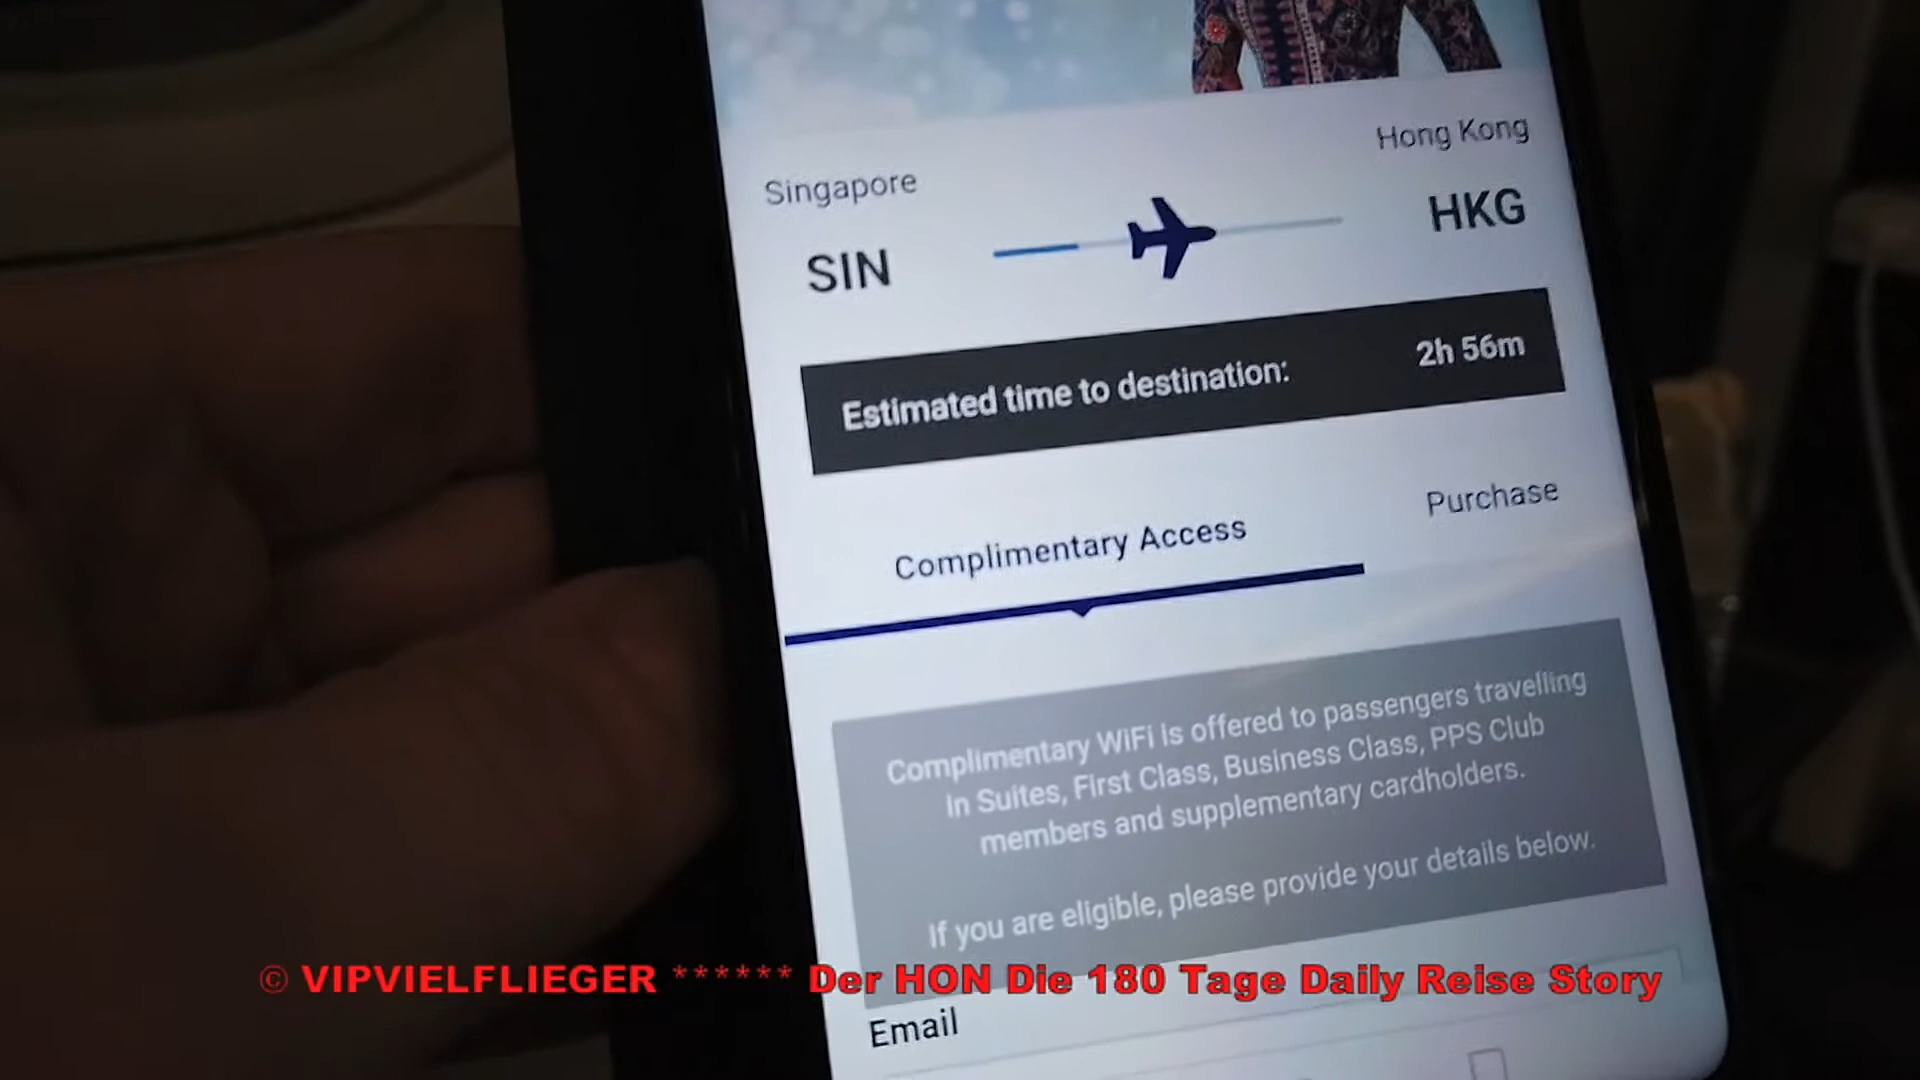 Singapore
Hong Kong
SIN
HKG
Estimated time to destination:
2h 56m
Complimentary Access
Purchase
Complimentary WiFi is offered to passengers travelling
in Suites, First Class, Business Class, PPS Club
members and supplementary cardholders.
If you are eligible, please provide your details below.
© VIPVIELFLIEGER ****** Der HON Die 180 Tage Daily Reise Story
Email